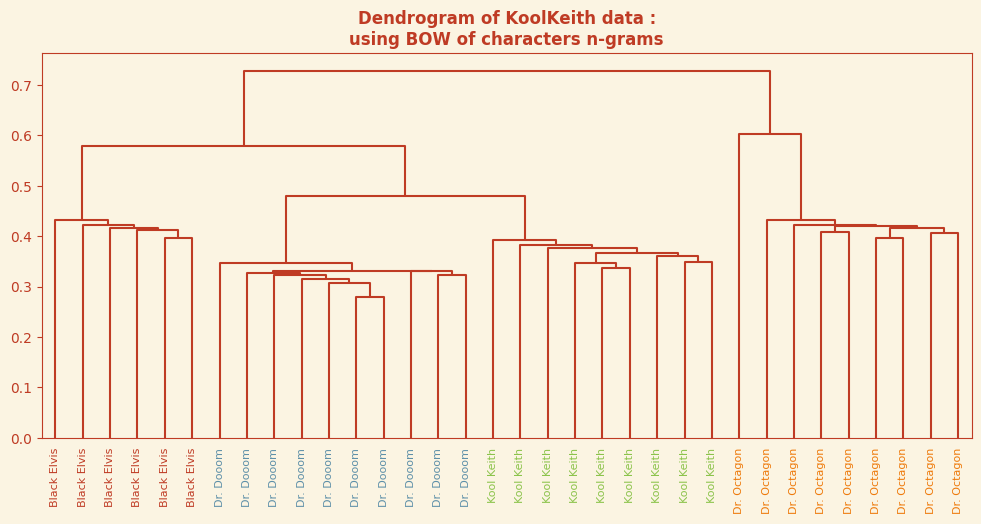 Dendrogram of KoolKeith data :
using BOW of characters n-grams
0.7
0.6
0.5
0.4
0.3
0.2
0.1
0.0
Black Elvis
Black Elvis
Black Elvis
Black Elvis
Black Elvis
Black Elvis
Dr. Dooom
Dr. Dooom
Dr. Dooom
Dr. Dooom
Dr. Dooom
Dr. Dooom
Dr. Dooom
Dr. Dooom
Dr. Dooom
Dr. Dooom
Kool Keith
Kool Keith
Kool Keith
Kool Keith
Kool Keith
Kool Keith
Kool Keith
Kool Keith
Kool Keith
Dr. Octagon
Dr. Octagon
Dr. Octagon
Dr. Octagon
Dr. Octagon
Dr. Octagon
Dr. Octagon
Dr. Octagon
Dr. Octagon